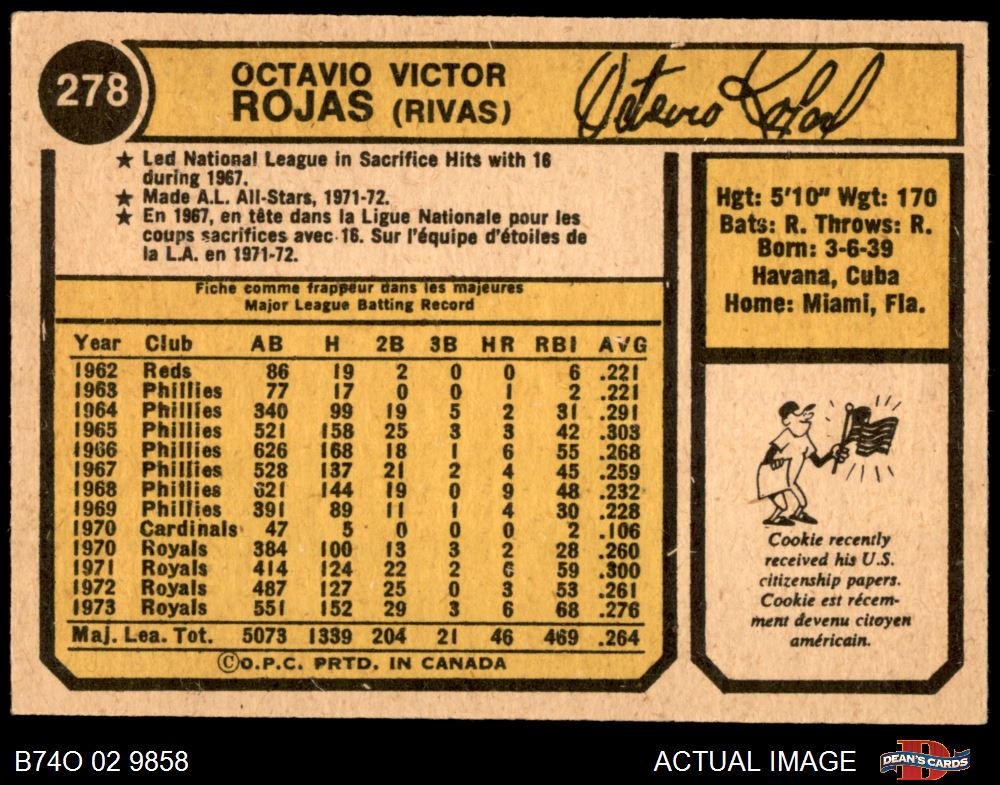 278
OCTAVIO VICTOR
ROJAS (RIVAS)
Octavio Rojas
★ Led National League in Sacrifice Hits with 16
during 1967.
★ Made A.L. All-Stars, 1971-72.
★ En 1967, en tête dans la Ligue Nationale pour les
coups sacrifices avec 16. Sur l'équipe d'étoiles de
la L.A. en 1971-72.
Hgt: 5'10" Wgt: 170
Bats: R. Throws: R.
Born: 3-6-39
Havana, Cuba
Home: Miami, Fla.
Fiche comme frappeur dans les majeures
Major League Batting Record
Year Club AB H 2B 3B HR RBI AVG
1962 Reds 86 19 2 0 0 6 .221
1963 Phillies 77 17 0 0 1 2 .221
1964 Phillies 340 99 19 5 2 31 .291
1965 Phillies 521 158 25 3 3 42 .303
1966 Phillies 626 168 18 1 6 55 .268
1967 Phillies 528 137 21 2 4 45 .259
1968 Phillies 621 144 19 0 9 48 .232
1969 Phillies 391 89 11 1 4 30 .228
1970 Cardinals 47 5 0 0 0 2 .106
1970 Royals 384 100 13 3 2 28 .260
1971 Royals 414 124 22 2 6 59 .300
1972 Royals 487 127 25 0 3 53 .261
1973 Royals 551 152 29 3 6 68 .276
Maj. Lea. Tot. 5073 1339 204 21 46 469 .264
©O.P.C. PRTD. IN CANADA
Cookie recently
received his U.S.
citizenship papers.
Cookie est récem-
ment devenu citoyen
américain.
B74O 02 9858
ACTUAL IMAGE
DEAN'S CARDS